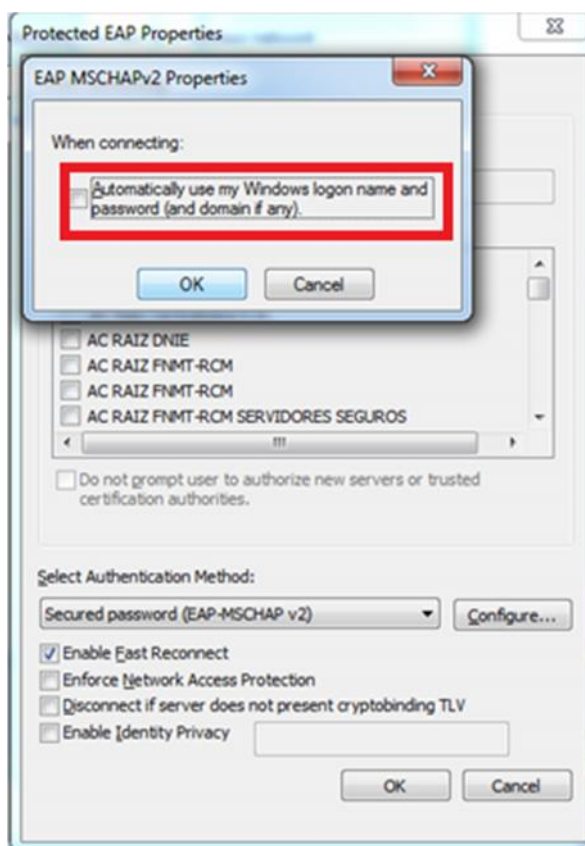 Protected EAP Properties
EAP MSCHAPv2 Properties
When connecting:
Automatically use my Windows logon name and
password (and domain if any).
OK
Cancel
AC RAIZ DNIE
AC RAIZ FNMT-RCM
AC RAIZ FNMT-RCM
AC RAIZ FNMT-RCM SERVIDORES SEGUROS
Do not prompt user to authorize new servers or trusted
certification authorities.
Select Authentication Method:
Secured password (EAP-MSCHAP v2)
Configure...
Enable Fast Reconnect
Enforce Network Access Protection
Disconnect if server does not present cryptobinding TLV
Enable Identity Privacy
OK
Cancel